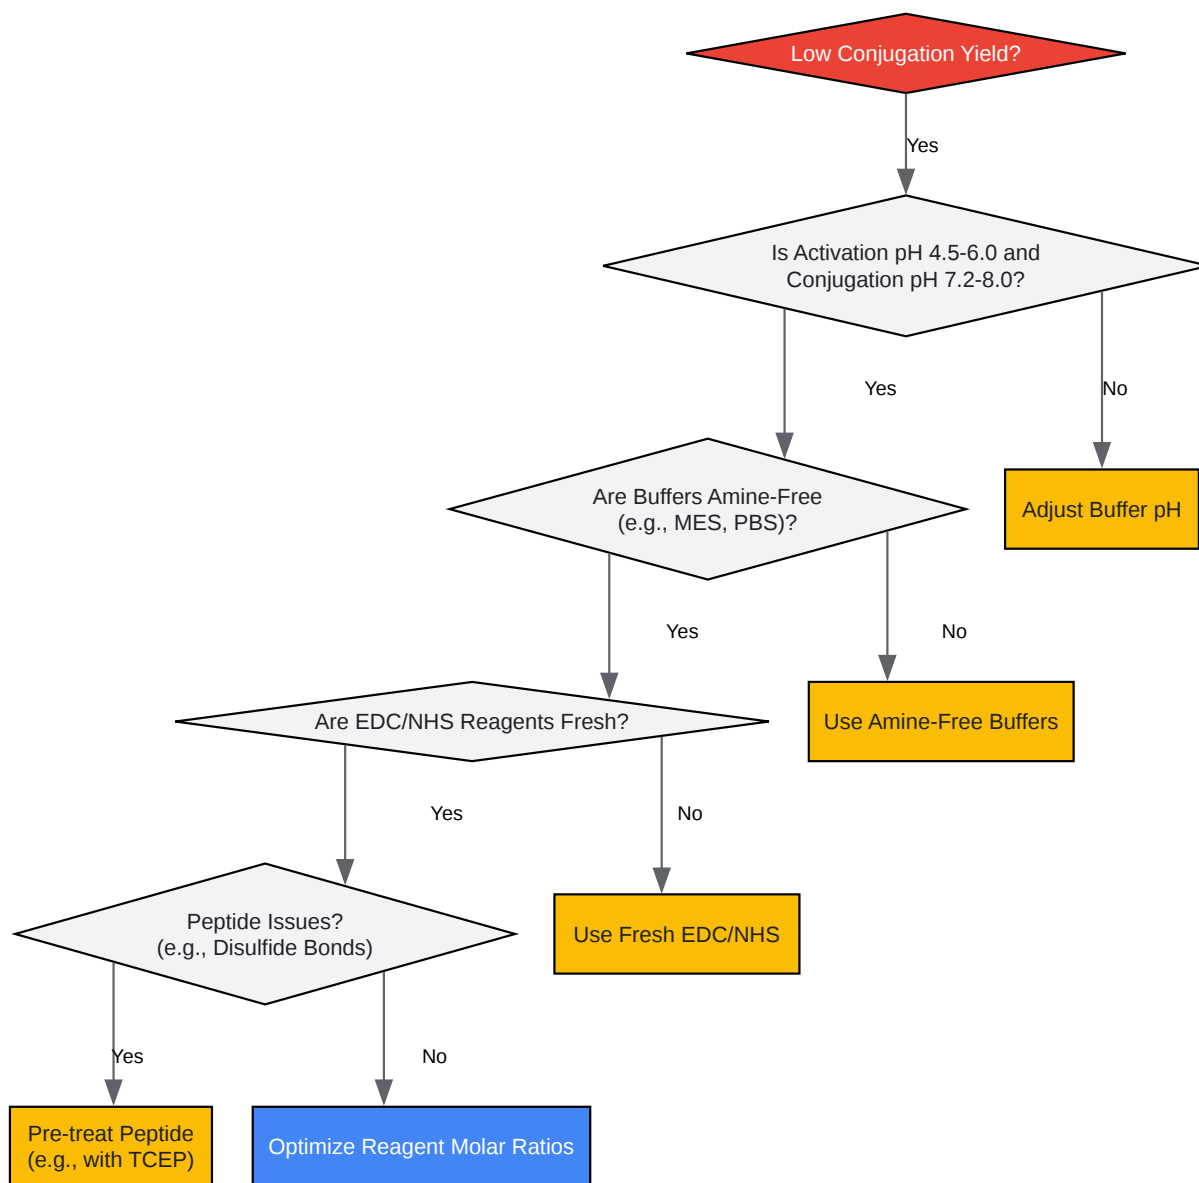 Low Conjugation Yield?
Yes
Is Activation pH 4.5-6.0 and
Conjugation pH 7.2-8.0?
Yes
No
Are Buffers Amine-Free
(e.g., MES, PBS)?
Adjust Buffer pH
Yes
No
Are EDC/NHS Reagents Fresh?
Use Amine-Free Buffers
Yes
No
Peptide Issues?
(e.g., Disulfide Bonds)
Use Fresh EDC/NHS
Yes
No
Pre-treat Peptide
(e.g., with TCEP)
Optimize Reagent Molar Ratios